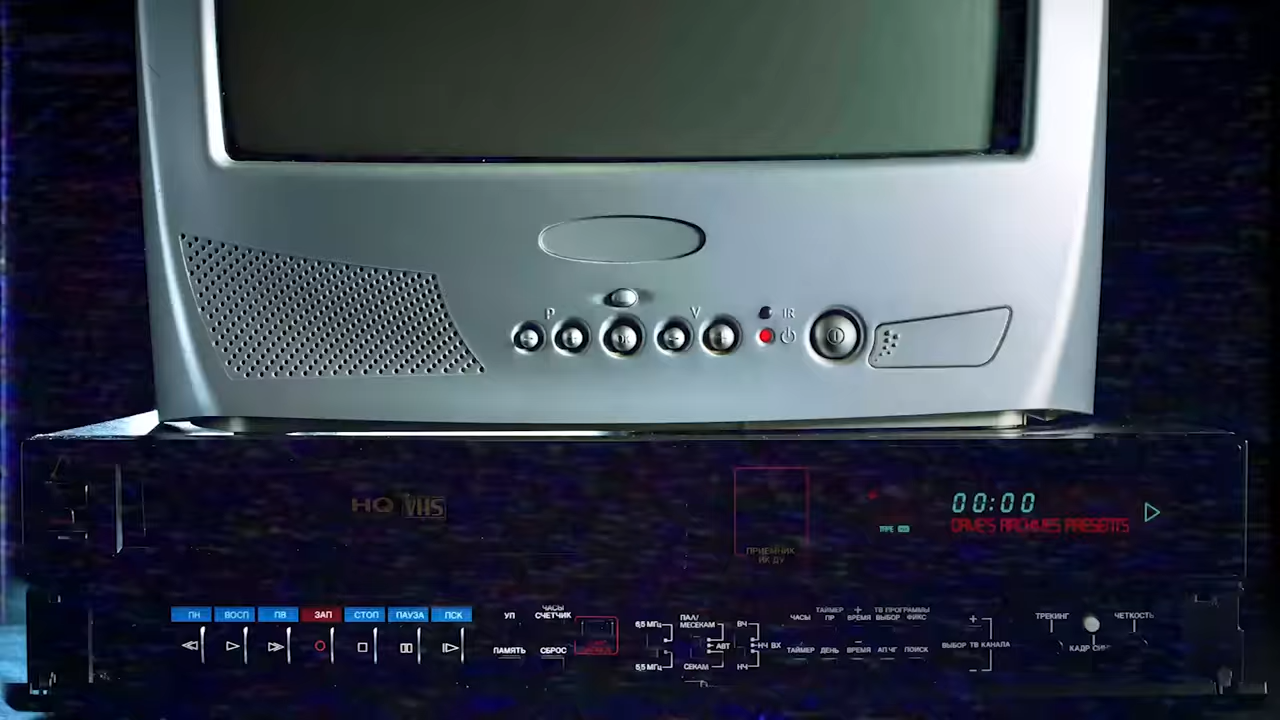 P V IR
HQ VHS
00:00
TAPE
DAVE'S ARCHIVES PRESENTS
ПРИЕМНИК
ИК ДУ
ПН ВОСП ПВ ЗАП СТОП ПАУЗА ПСК
УП
ЧАСЫ
СЧЕТЧИК
ПАМЯТЬ СБРОС
6,5 МГц
5,5 МГц
ПАЛ/
МЕСЕКАМ
АВТ
СЕКАМ
ВЧ
НЧ ВХ
НЧ
ЧАСЫ
ТАЙМЕР
ПР
+
ВРЕМЯ
ТВ ПРОГРАММЫ
ВЫБОР ФИКС
ТАЙМЕР ДЕНЬ
–
ВРЕМЯ
АПЧГ ПОИСК
+
ВЫБОР ТВ КАНАЛА
–
ТРЕКИНГ ЧЕТКОСТЬ